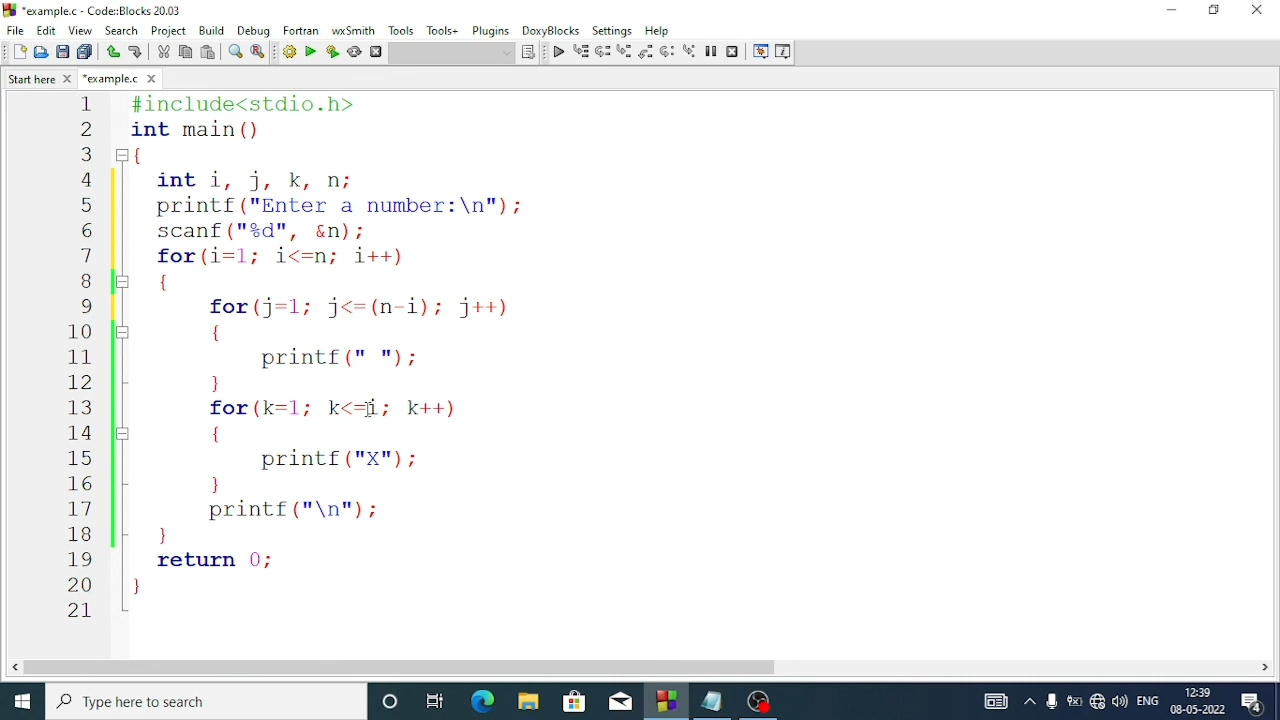 *example.c - Code::Blocks 20.03
File Edit View Search Project Build Debug Fortran wxSmith Tools Tools+ Plugins DoxyBlocks Settings Help
Start here *example.c
1 #include<stdio.h>
2 int main()
3 {
4 int i, j, k, n;
5 printf("Enter a number:\n");
6 scanf("%d", &n);
7 for(i=1; i<=n; i++)
8 {
9 for(j=1; j<=(n-i); j++)
10 {
11 printf(" ");
12 }
13 for(k=1; k<=i; k++)
14 {
15 printf("X");
16 }
17 printf("\n");
18 }
19 return 0;
20 }
21
Type here to search
ENG
12:39
08-05-2022
4